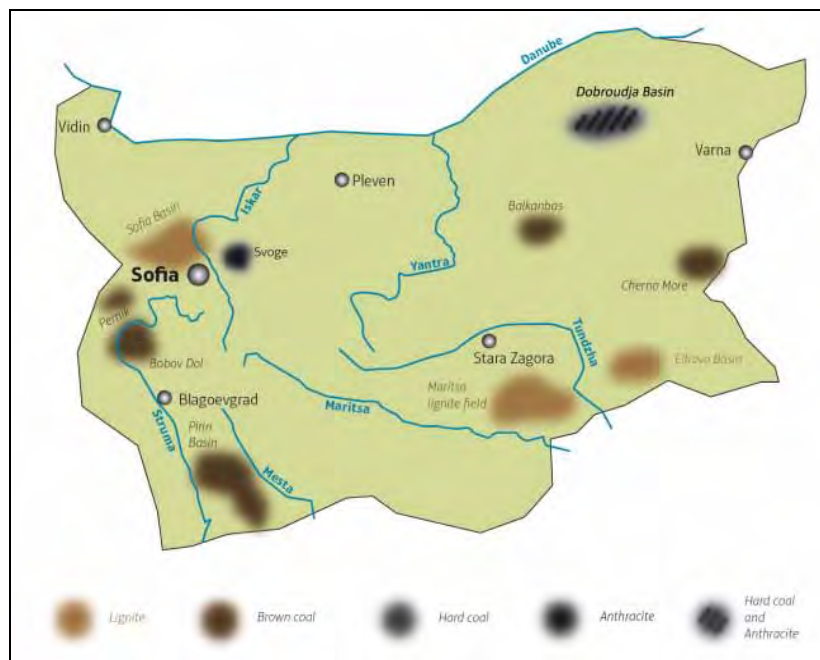 Danube
Dobroudja Basin
Vidin
Varna
Pleven
Iskar
Sofia Basin
Balkanbas
Svoge
Sofia
Yantra
Cherno More
Pernik
Tundzha
Bobov Dol
Stara Zagora
Elhovo Basin
Maritsa
lignite field
Blagoevgrad
Maritsa
Struma
Pirin
Basin
Mesta
Lignite
Brown coal
Hard coal
Anthracite
Hard coal
and
Anthracite